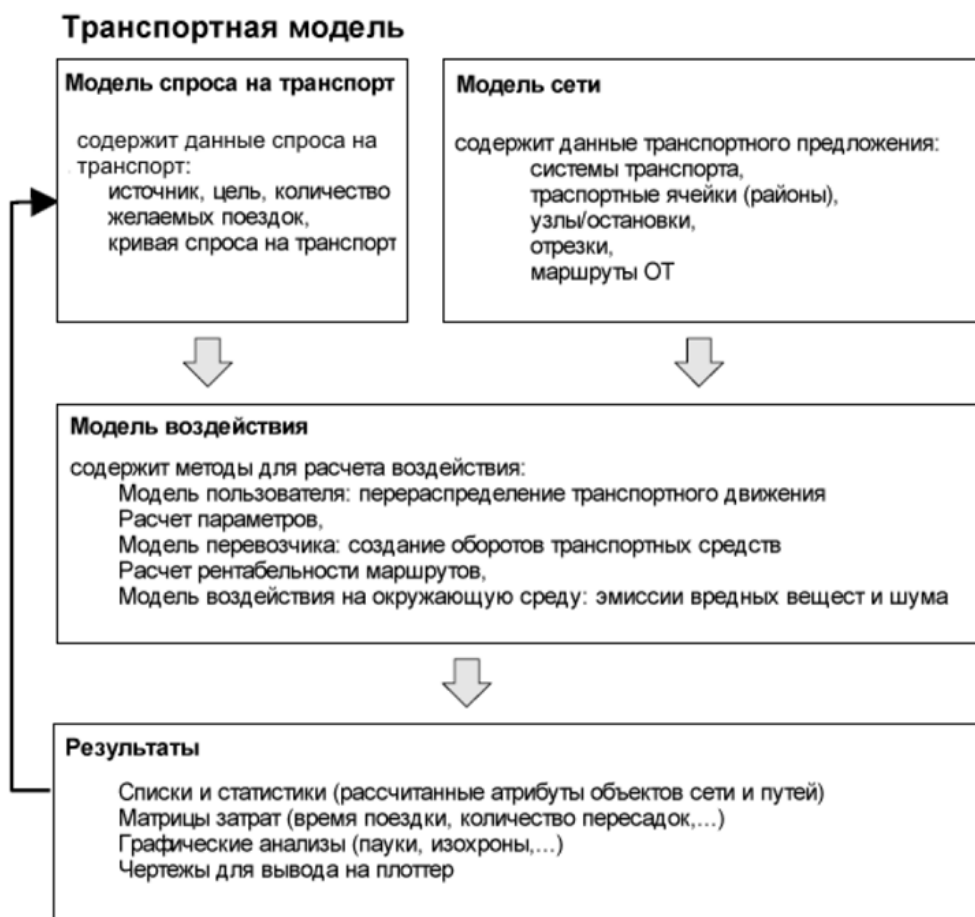 Транспортная модель
Модель спроса на транспорт
содержит данные спроса на
транспорт:
источник, цель, количество
желаемых поездок,
кривая спроса на транспорт
Модель сети
содержит данные транспортного предложения:
системы транспорта,
траспортные ячейки (районы),
узлы/остановки,
отрезки,
маршруты ОТ
Модель воздействия
содержит методы для расчета воздействия:
Модель пользователя: перераспределение транспортного движения
Расчет параметров,
Модель перевозчика: создание оборотов транспортных средств
Расчет рентабельности маршрутов,
Модель воздействия на окружающую среду: эмиссии вредных вещест и шума
Результаты
Списки и статистики (рассчитанные атрибуты объектов сети и путей)
Матрицы затрат (время поездки, количество пересадок,...)
Графические анализы (пауки, изохроны,...)
Чертежы для вывода на плоттер